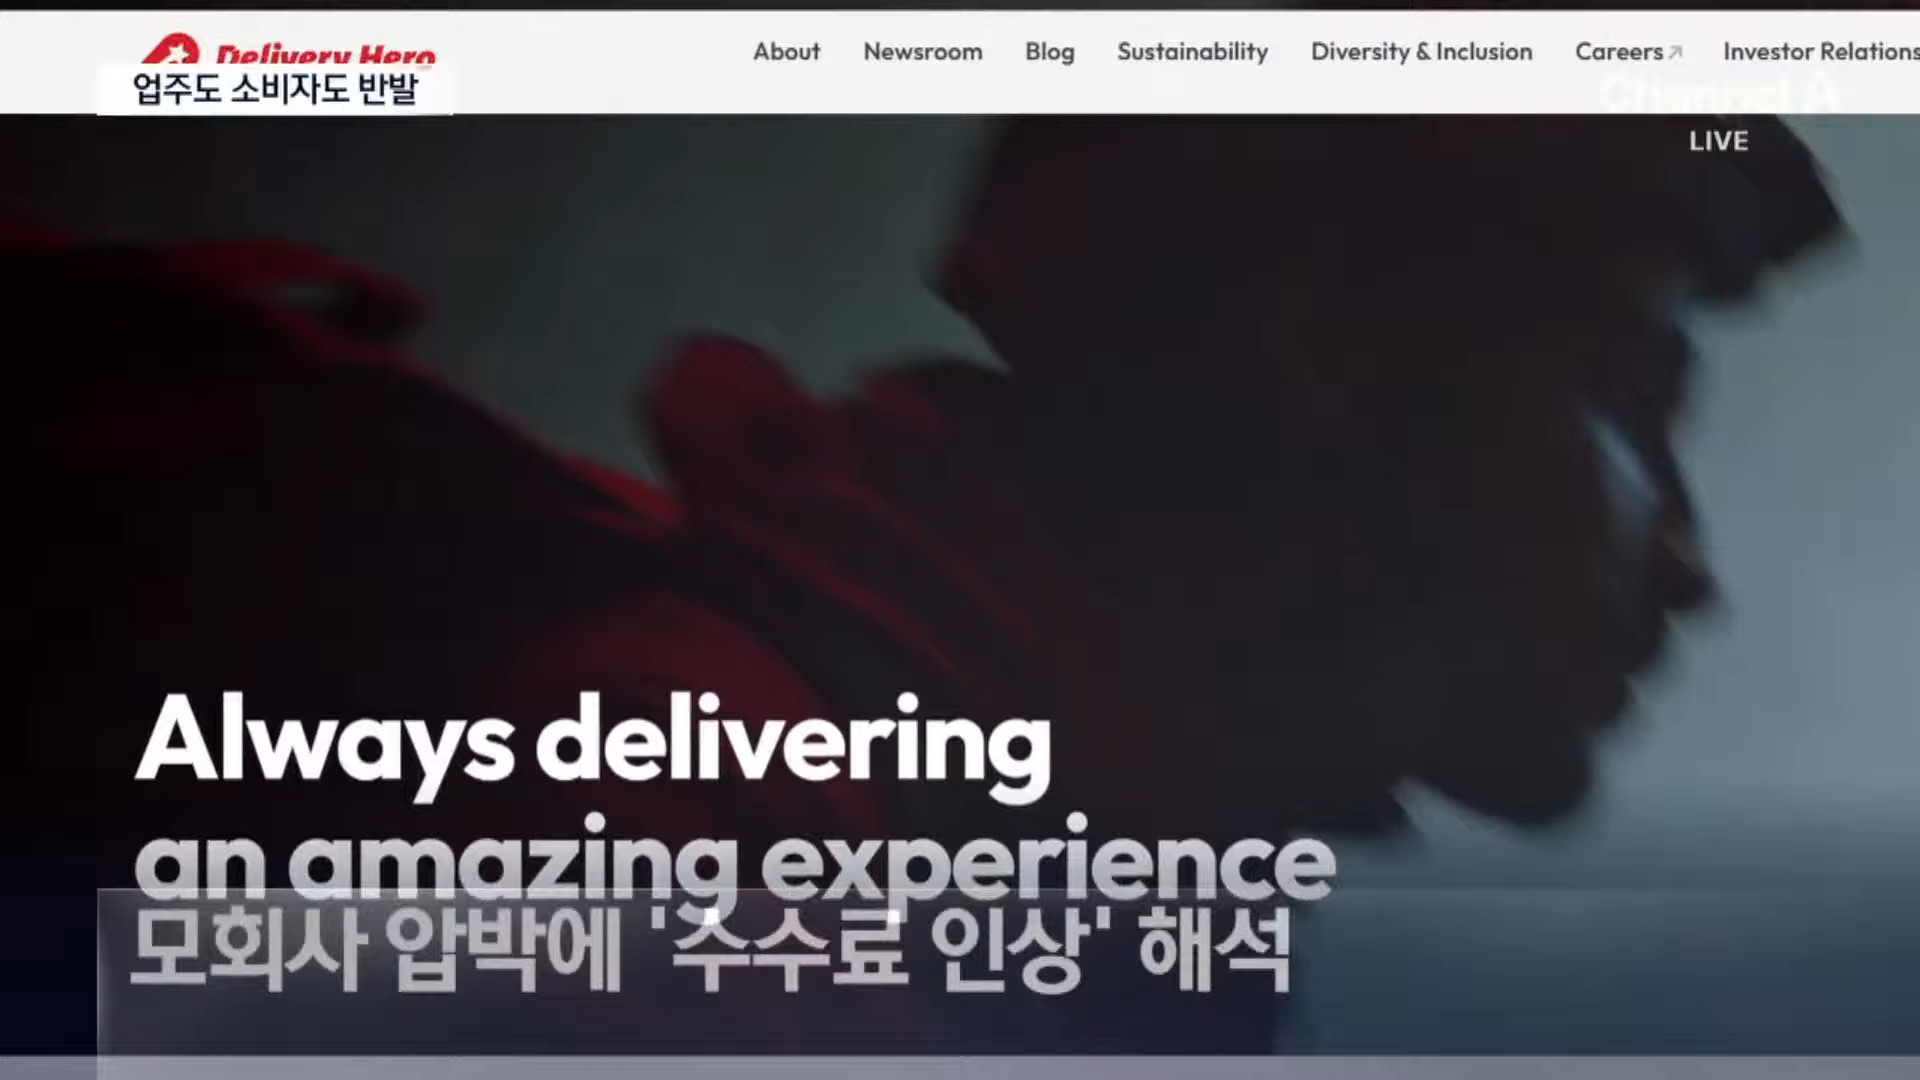 Delivery Hero
About Newsroom Blog Sustainability Diversity & Inclusion Careers↗ Investor Relations
업주도 소비자도 반발
LIVE
Always delivering
an amazing experience
모회사 압박에 '수수료 인상' 해석